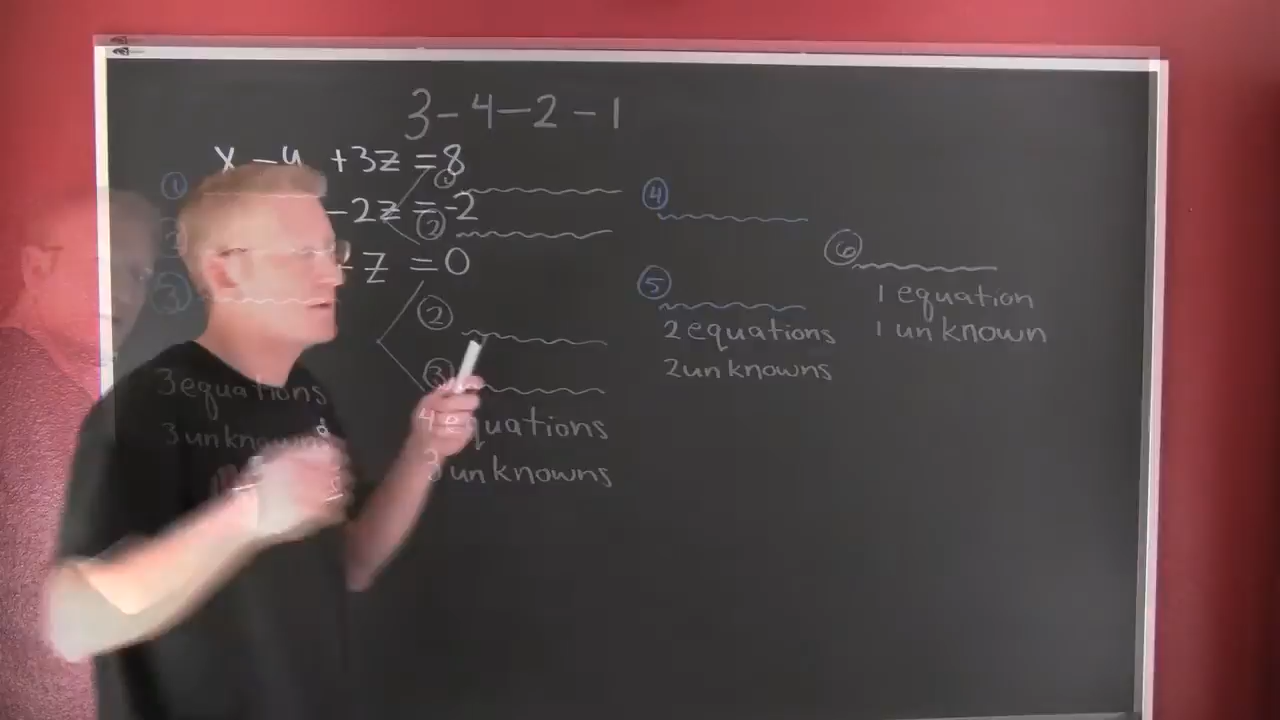 3-4-2-1
x -y +3z =8
① ① ④
-2z =-2
② ② ⑥
- z =0
③ ⑤ 1 equation
② 2 equations 1 unknown
③ 2 unknowns
3 equations
4 equations
3 unknowns
3 unknowns